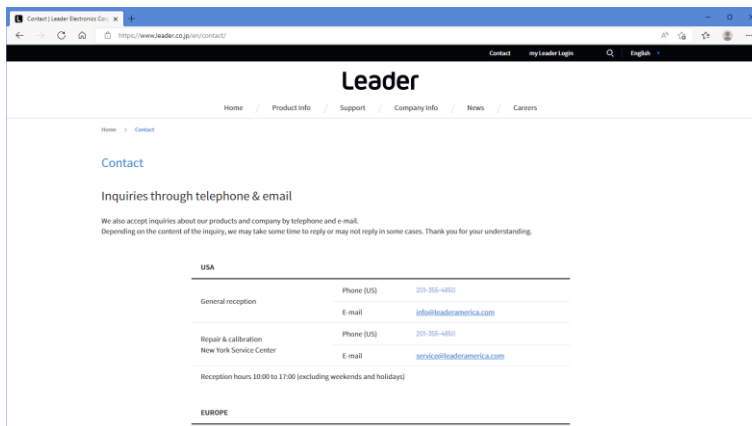 Contact | Leader Electronics Cor
https://www.leader.co.jp/en/contact/
Contact my Leader Login English
Leader
Home / Product Info / Support / Company Info / News / Careers
Home > Contact
Contact
Inquiries through telephone & email
We also accept inquiries about our products and company by telephone and e-mail.
Depending on the content of the inquiry, we may take some time to reply or may not reply in some cases. Thank you for your understanding.
USA
General reception
Phone (US) 201-355-4850
E-mail info@leaderamerica.com
Repair & calibration
New York Service Center
Phone (US) 201-355-4850
E-mail service@leaderamerica.com
Reception hours 10:00 to 17:00 (excluding weekends and holidays)
EUROPE